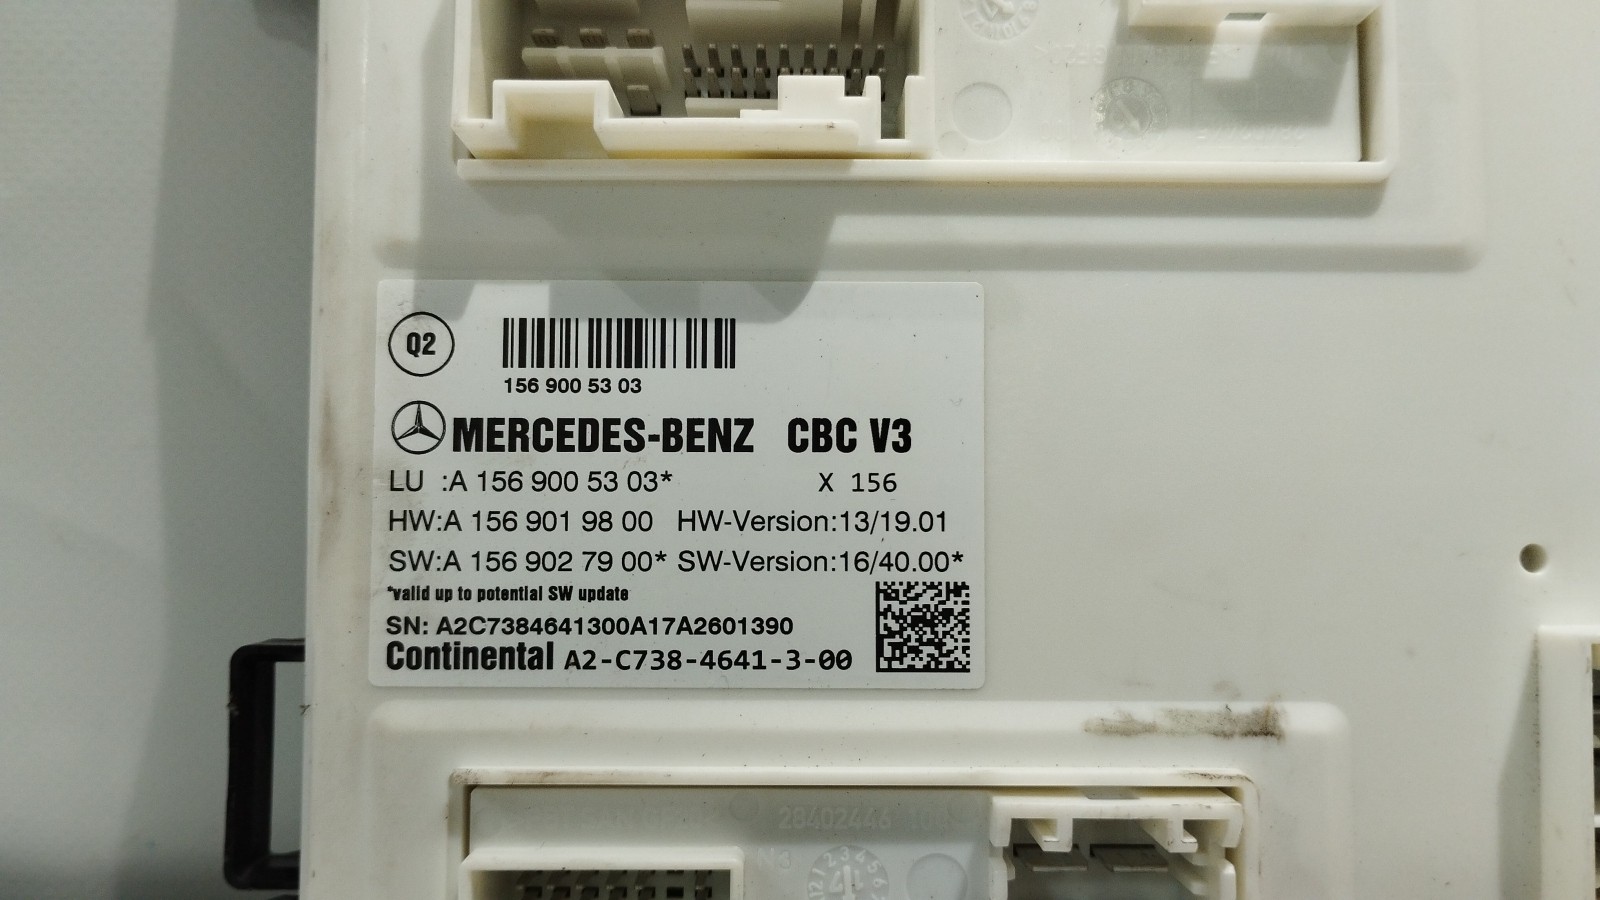 Q2
156 900 53 03
MERCEDES-BENZ CBC V3
LU :A 156 900 53 03* X 156
HW:A 156 901 98 00 HW-Version:13/19.01
SW:A 156 902 79 00* SW-Version:16/40.00*
*valid up to potential SW update
SN: A2C7384641300A17A2601390
Continental A2-C738-4641-3-00
28402446
N3